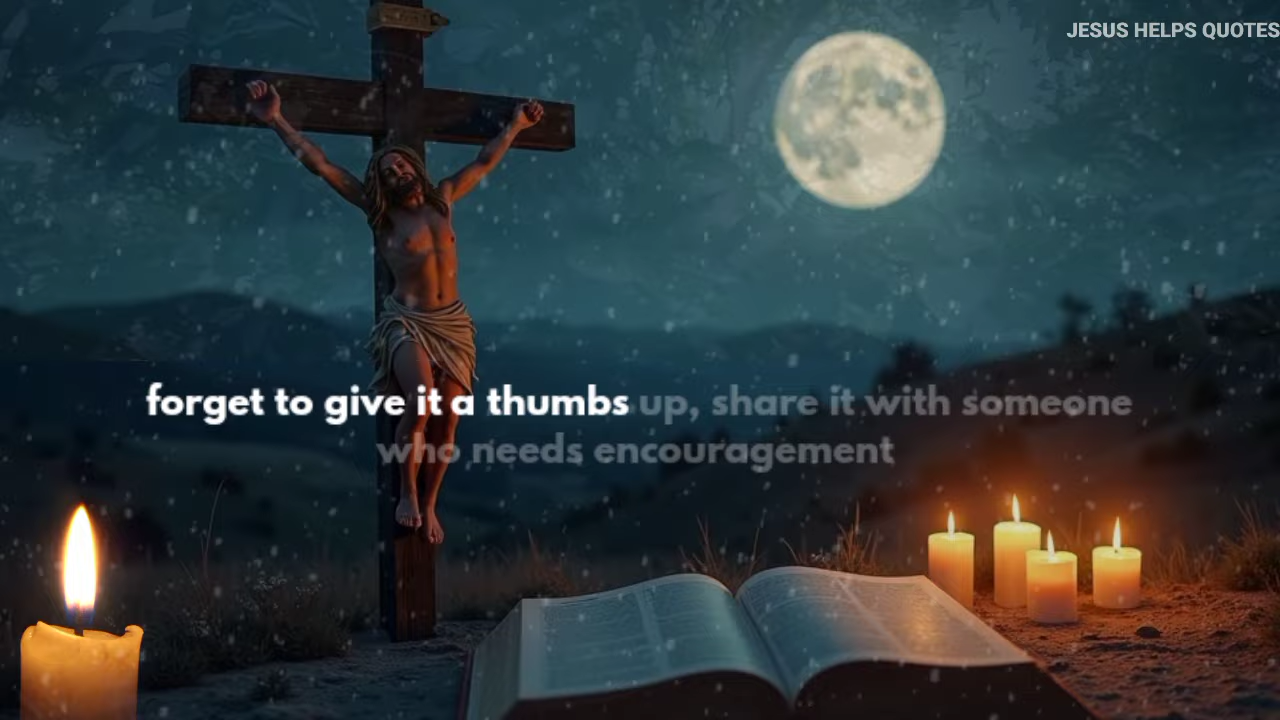 JESUS HELPS QUOTES
forget to give it a thumbs up, share it with someone
who needs encouragement